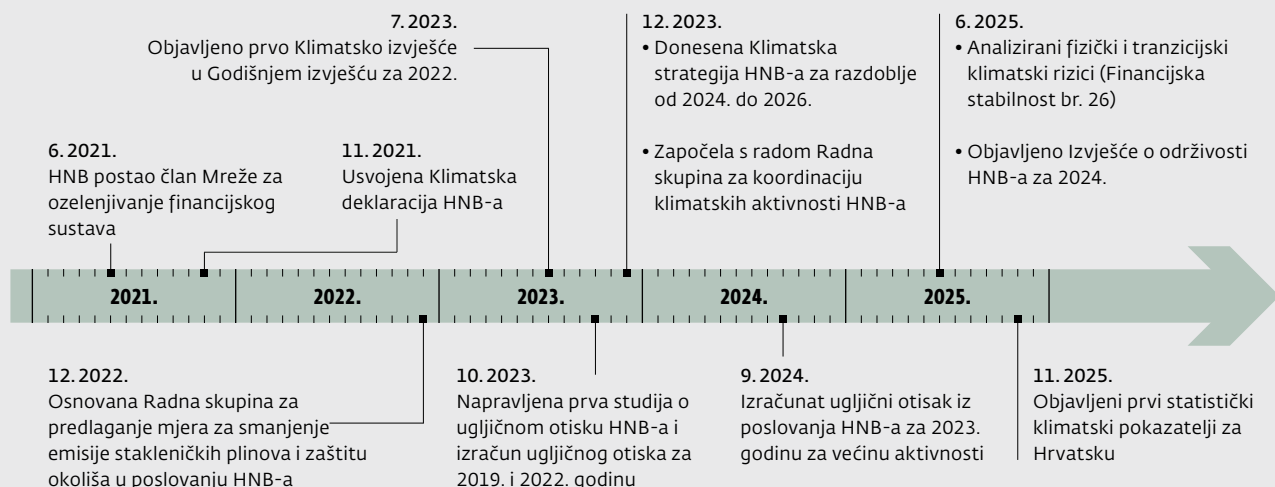 7. 2023.
Objavljeno prvo Klimatsko izvješće
u Godišnjem izvješću za 2022.
12. 2023.
• Donesena Klimatska
strategija HNB-a za razdoblje
od 2024. do 2026.
• Započela s radom Radna
skupina za koordinaciju
klimatskih aktivnosti HNB-a
6. 2025.
• Analizirani fizički i tranzicijski
klimatski rizici (Financijska
stabilnost br. 26)
• Objavljeno Izvješće o održivosti
HNB-a za 2024.
6. 2021.
HNB postao član Mreže za
ozelenjivanje financijskog
sustava
11. 2021.
Usvojena Klimatska
deklaracija HNB-a
2021.
2022.
2023.
2024.
2025.
12. 2022.
Osnovana Radna skupina za
predlaganje mjera za smanjenje
emisije stakleničkih plinova i zaštitu
okoliša u poslovanju HNB-a
10. 2023.
Napravljena prva studija o
ugljičnom otisku HNB-a i
izračun ugljičnog otiska za
2019. i 2022. godinu
9. 2024.
Izračunat ugljični otisak iz
poslovanja HNB-a za 2023.
godinu za većinu aktivnosti
11. 2025.
Objavljeni prvi statistički
klimatski pokazatelji za
Hrvatsku